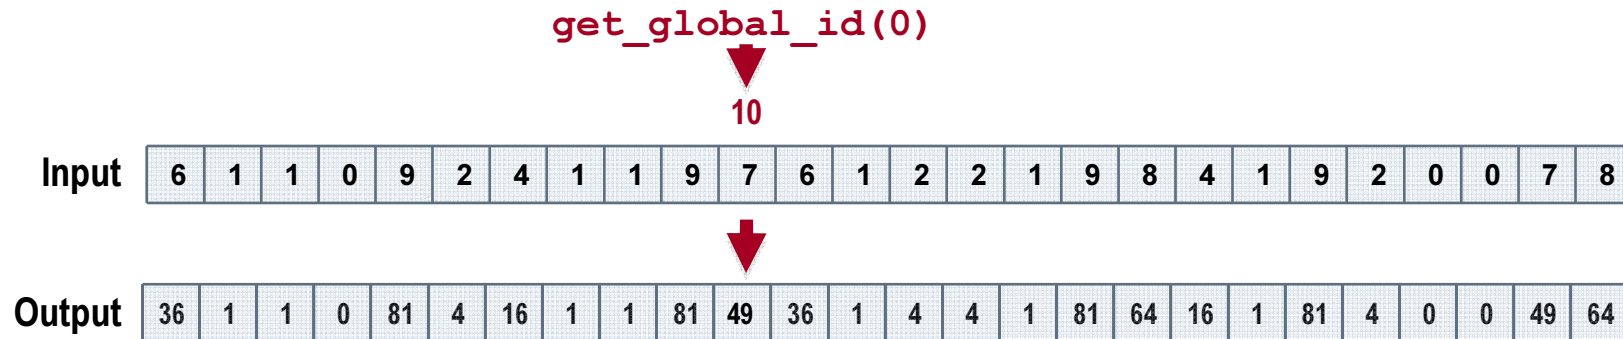 get_global_id(0)
10
Input 6 1 1 0 9 2 4 1 1 9 7 6 1 2 2 1 9 8 4 1 9 2 0 0 7 8
Output 36 1 1 0 81 4 16 1 1 81 49 36 1 4 4 1 81 64 16 1 81 4 0 0 49 64